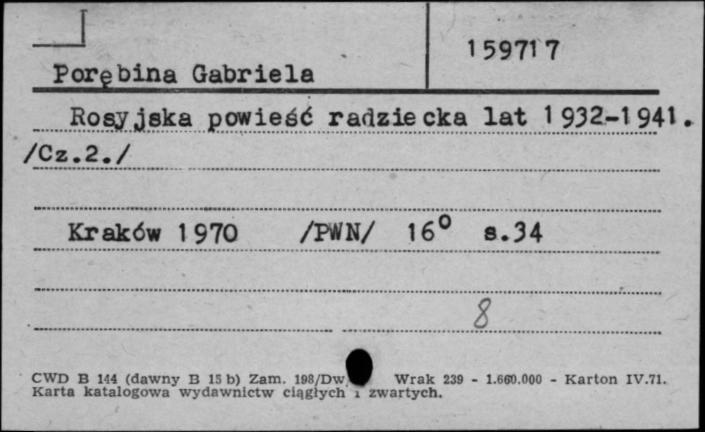 159717
Porębina Gabriela
Rosyjska powieść radziecka lat 1932-1941.
/Cz.2./
Kraków 1970 /PWN/ 16⁰ s.34
8
CWD B 144 (dawny B 15 b) Zam. 198/Dw. Wrak 239 - 1.660.000 - Karton IV.71.
Karta katalogowa wydawnictw ciągłych i zwartych.